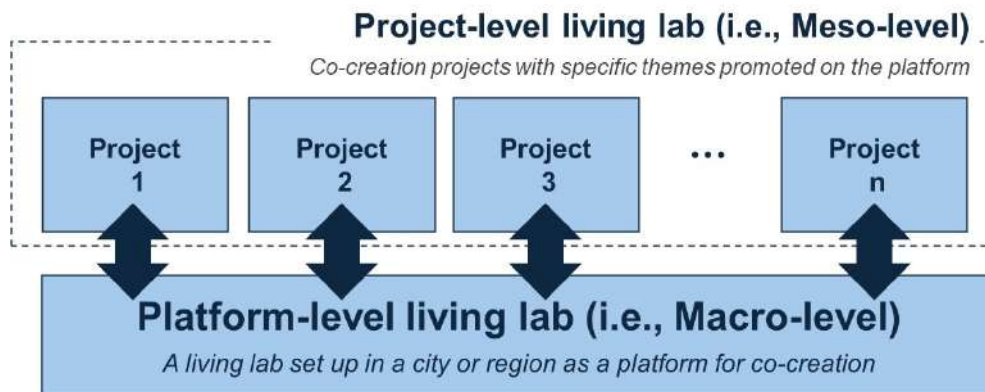 Project-level living lab (i.e., Meso-level)
Co-creation projects with specific themes promoted on the platform
Project
1
Project
2
Project
3
...
Project
n
Platform-level living lab (i.e., Macro-level)
A living lab set up in a city or region as a platform for co-creation